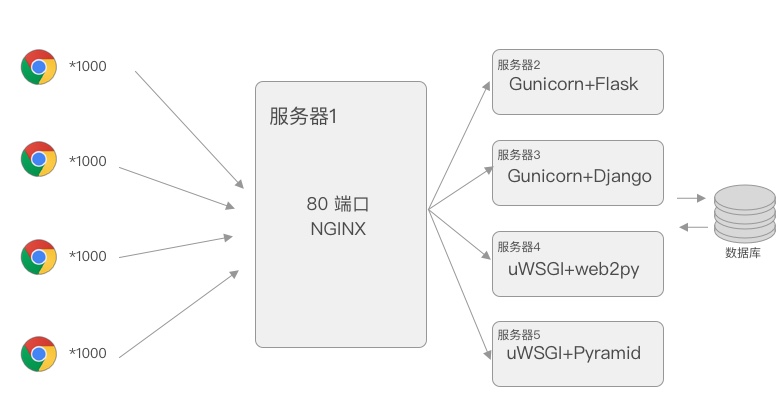 *1000
*1000
*1000
*1000
服务器1
80 端口
NGINX
服务器2
Gunicorn+Flask
服务器3
Gunicorn+Django
服务器4
uWSGI+web2py
服务器5
uWSGI+Pyramid
数据库